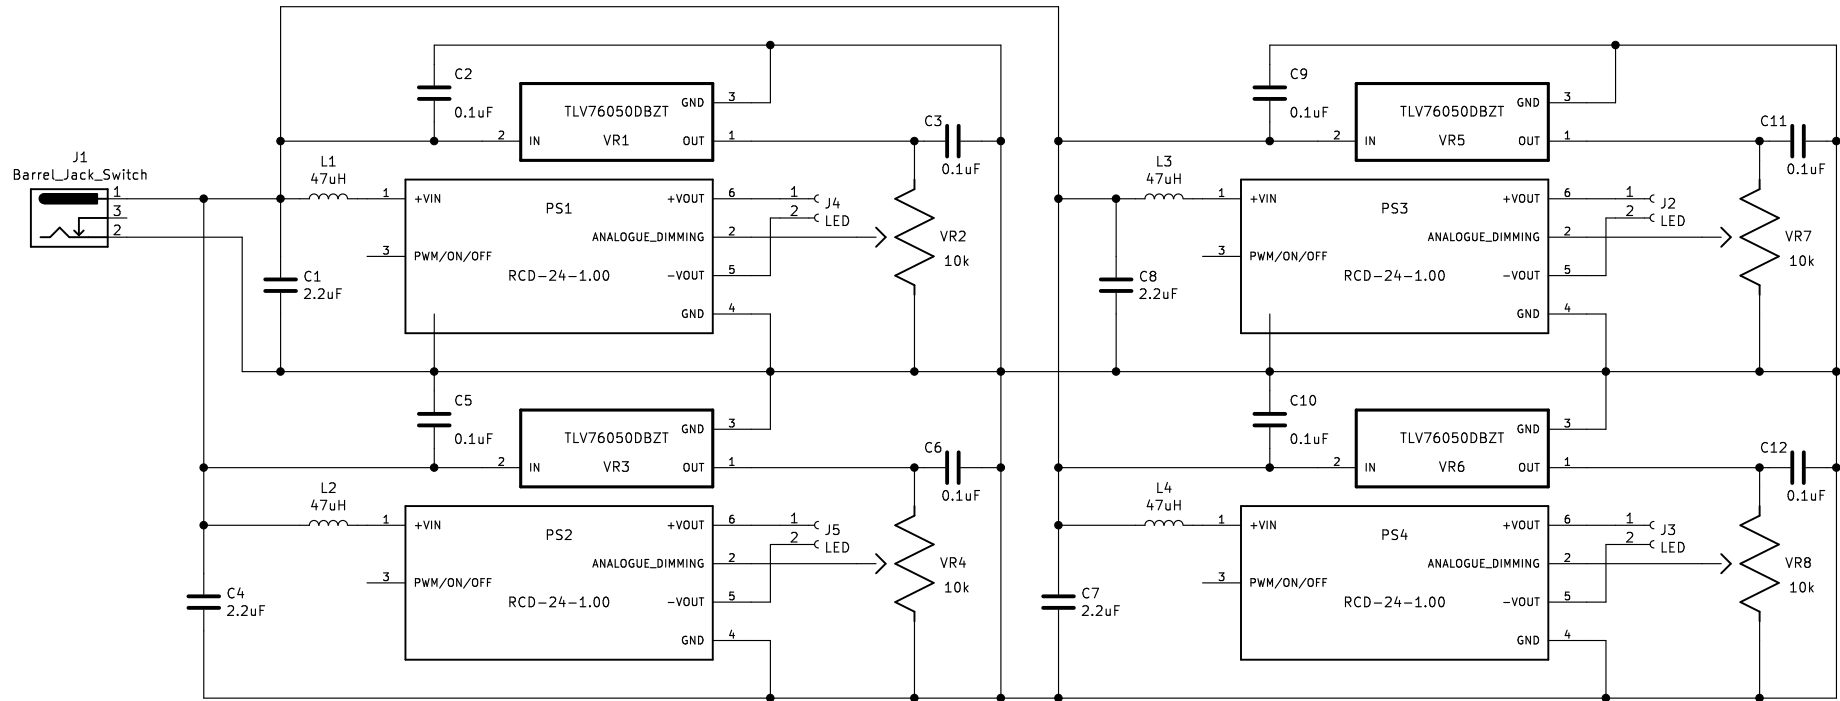 J1
Barrel_Jack_Switch
1
3
2
C1
2.2uF
C2
0.1uF
TLV76050DBZT
VR1
GND
3
IN
2
OUT
1
C3
0.1uF
L1
47uH
1
+VIN
PS1
+VOUT
6
1
J4
2
LED
ANALOGUE_DIMMING
2
3
PWM/ON/OFF
RCD-24-1.00
-VOUT
5
GND
4
VR2
10k
C5
0.1uF
TLV76050DBZT
VR3
GND
3
IN
2
OUT
1
C6
0.1uF
L2
47uH
1
+VIN
PS2
+VOUT
6
1
J5
2
LED
ANALOGUE_DIMMING
2
3
PWM/ON/OFF
RCD-24-1.00
-VOUT
5
GND
4
VR4
10k
C4
2.2uF
C9
0.1uF
TLV76050DBZT
VR5
GND
3
IN
2
OUT
1
C11
0.1uF
L3
47uH
1
+VIN
PS3
+VOUT
6
1
J2
2
LED
ANALOGUE_DIMMING
2
3
PWM/ON/OFF
RCD-24-1.00
-VOUT
5
GND
4
VR7
10k
C8
2.2uF
C10
0.1uF
TLV76050DBZT
VR6
GND
3
IN
2
OUT
1
C12
0.1uF
L4
47uH
1
+VIN
PS4
+VOUT
6
1
J3
2
LED
ANALOGUE_DIMMING
2
3
PWM/ON/OFF
RCD-24-1.00
-VOUT
5
GND
4
VR8
10k
C7
2.2uF